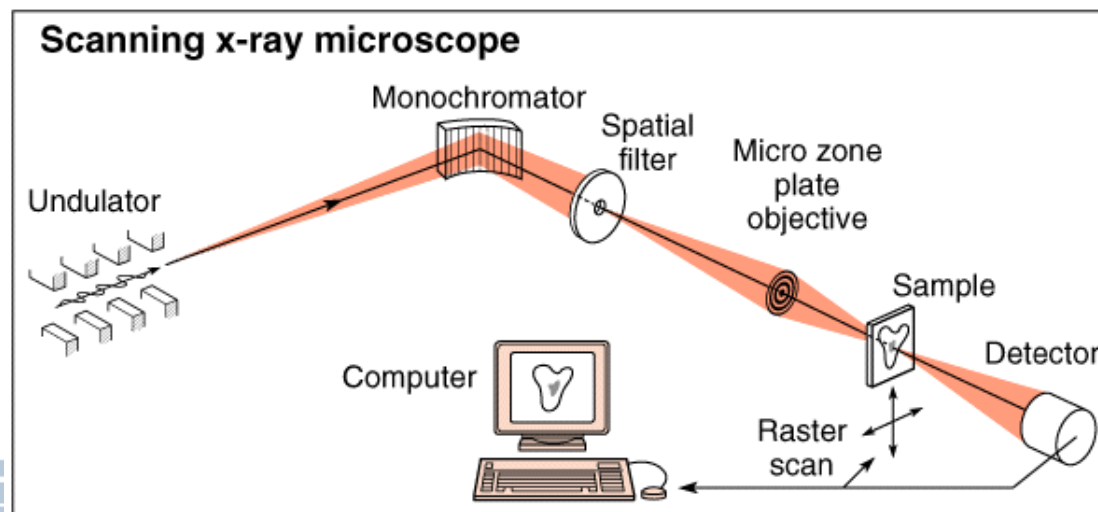 Scanning x-ray microscope
Monochromator
Spatial
filter
Micro zone
plate
objective
Undulator
Sample
Detector
Computer
Raster
scan